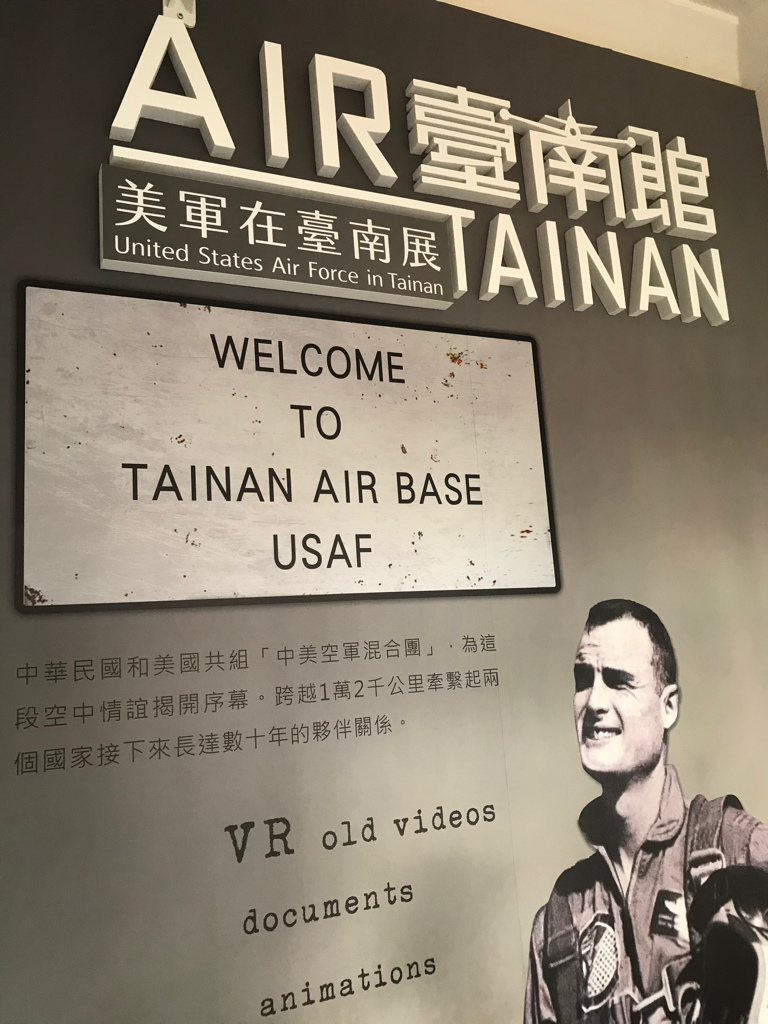 AIR臺南館
TAINAN
美軍在臺南展
United States Air Force in Tainan
WELCOME
TO
TAINAN AIR BASE
USAF
中華民國和美國共組「中美空軍混合團」，為這
段空中情誼揭開序幕。跨越1萬2千公里牽繫起兩
個國家接下來長達數十年的夥伴關係。
VR old videos
documents
animations